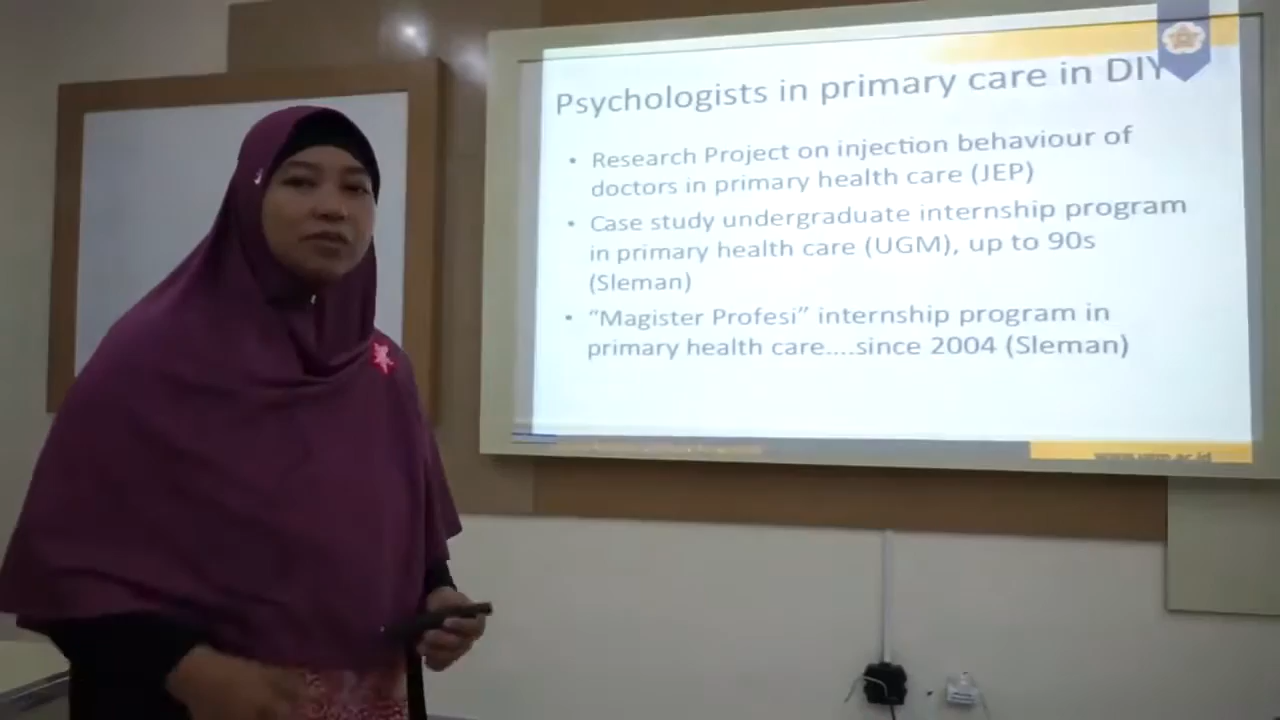 Psychologists in primary care in DIY
• Research Project on injection behaviour of
doctors in primary health care (JEP)
• Case study undergraduate internship program
in primary health care (UGM), up to 90s
(Sleman)
• “Magister Profesi” internship program in
primary health care....since 2004 (Sleman)